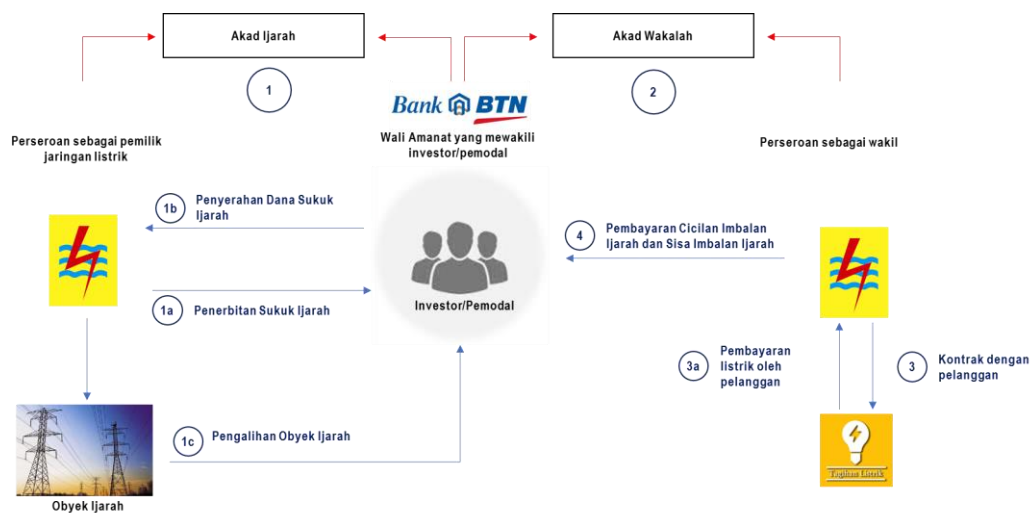 Akad Ijarah
Akad Wakalah
1
2
Bank BTN
Perseroan sebagai pemilik
jaringan listrik
Wali Amanat yang mewakili
investor/pemodal
Perseroan sebagai wakil
1b
Penyerahan Dana Sukuk
Ijarah
4
Pembayaran Cicilan Imbalan
Ijarah dan Sisa Imbalan Ijarah
1a
Penerbitan Sukuk Ijarah
Investor/Pemodal
3a
Pembayaran
listrik oleh
pelanggan
3
Kontrak dengan
pelanggan
1c
Pengalihan Obyek Ijarah
Tagihan Listrik
Obyek Ijarah